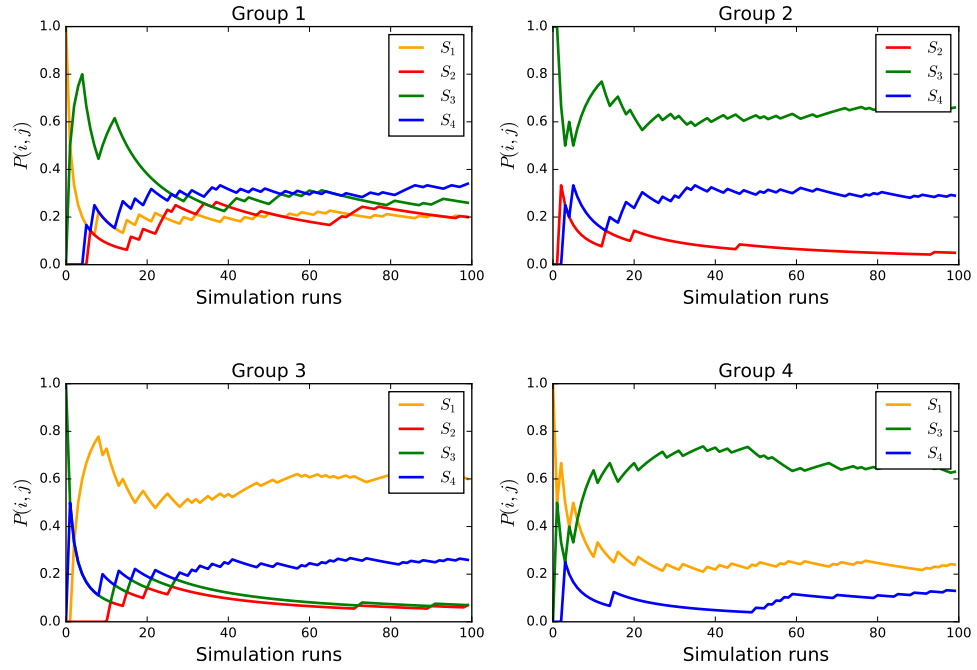 Group 1
1.0
0.8
0.6
0.4
0.2
0.0
P(i, j)
S₁
S₂
S₃
S₄
0 20 40 60 80 100
Simulation runs
Group 2
1.0
0.8
0.6
0.4
0.2
0.0
P(i, j)
S₂
S₃
S₄
0 20 40 60 80 100
Simulation runs
Group 3
1.0
0.8
0.6
0.4
0.2
0.0
P(i, j)
S₁
S₂
S₃
S₄
0 20 40 60 80 100
Simulation runs
Group 4
1.0
0.8
0.6
0.4
0.2
0.0
P(i, j)
S₁
S₃
S₄
0 20 40 60 80 100
Simulation runs